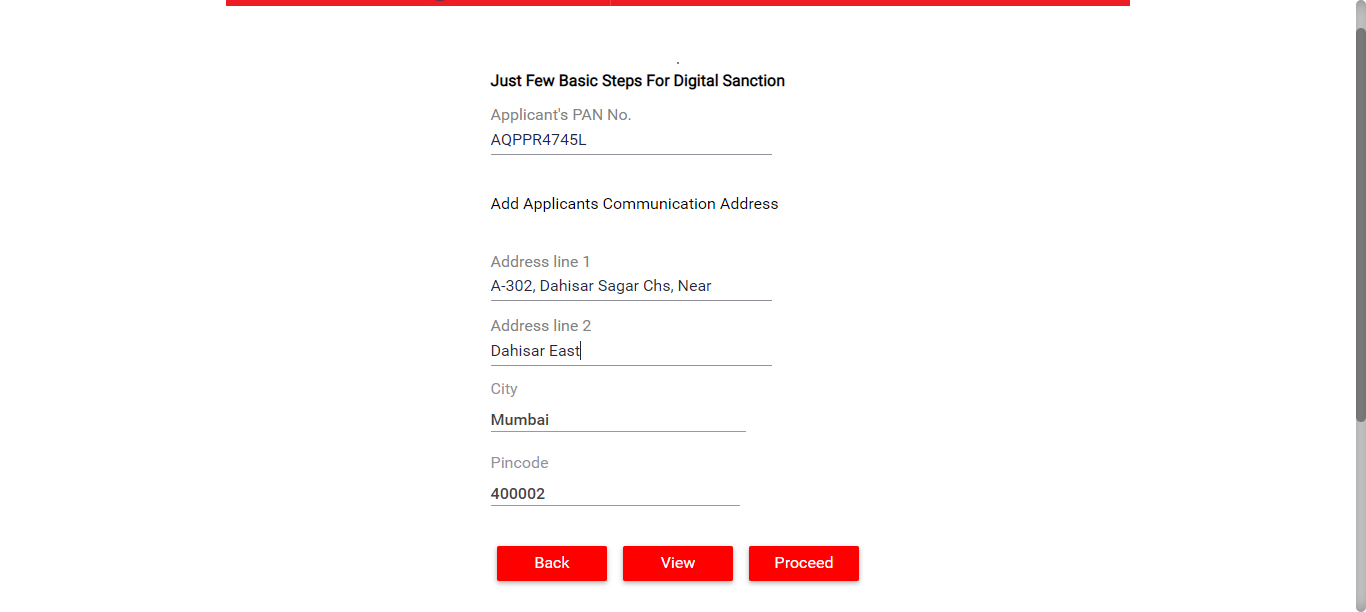 Just Few Basic Steps For Digital Sanction
Applicant's PAN No.
AQPPR4745L
Add Applicants Communication Address
Address line 1
A-302, Dahisar Sagar Chs, Near
Address line 2
Dahisar East
City
Mumbai
Pincode
400002
Back View Proceed